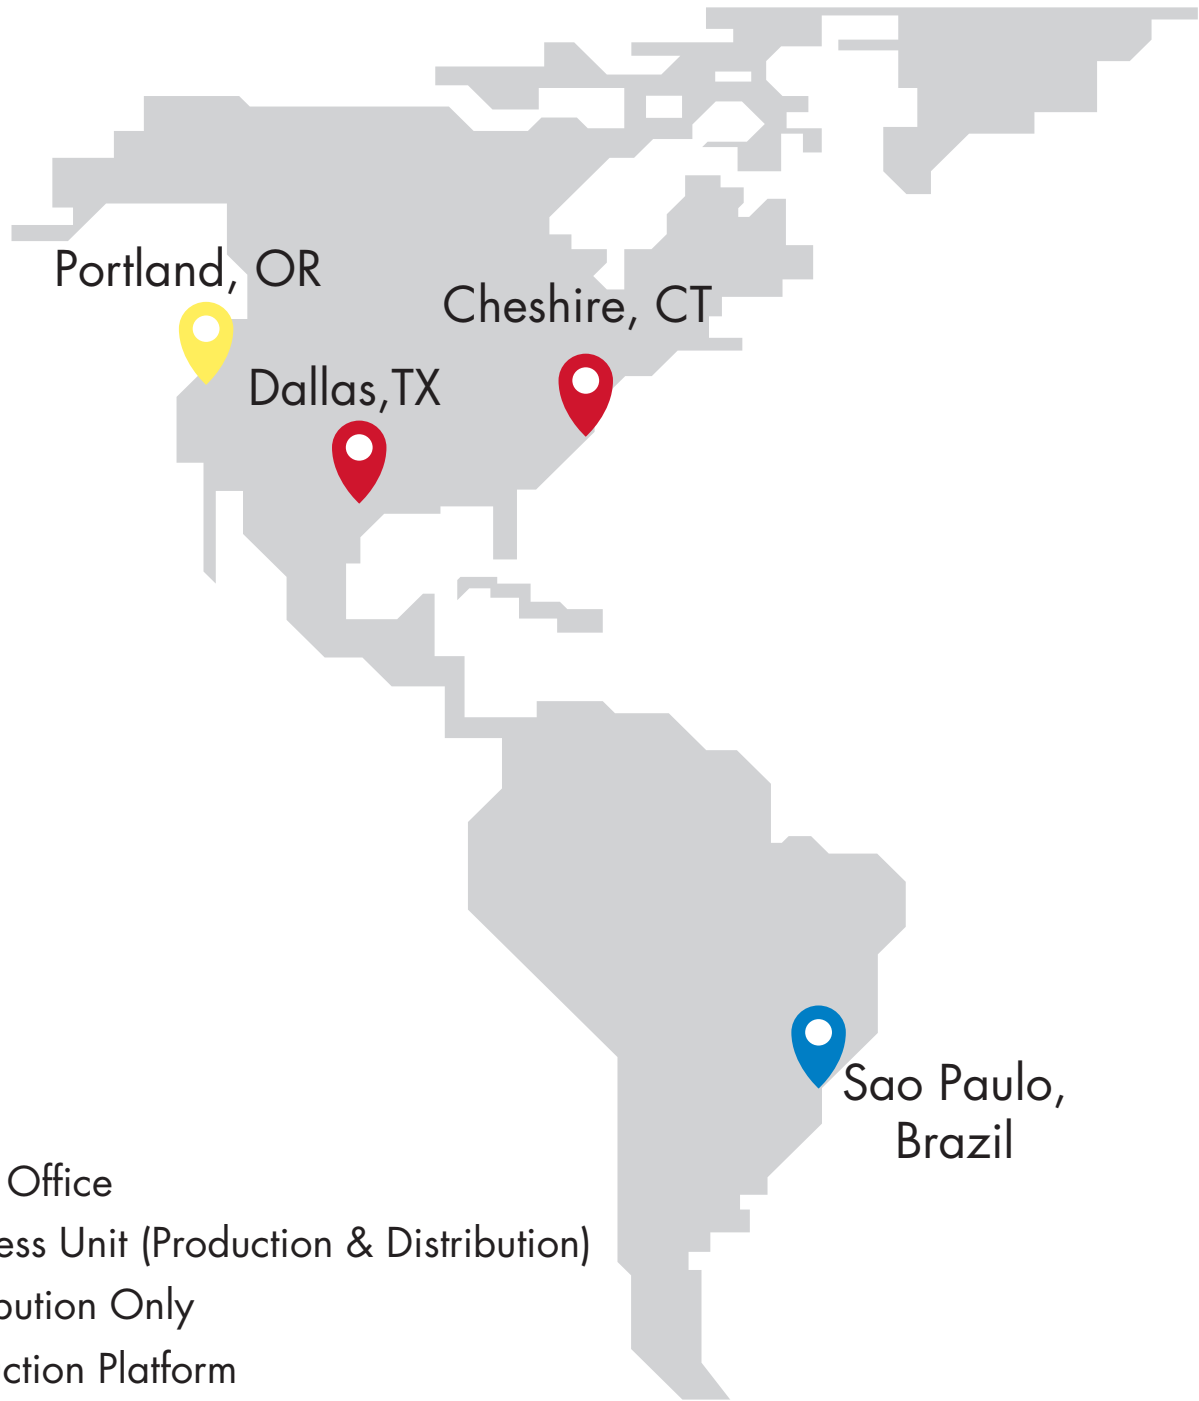 Portland, OR
Cheshire, CT
Dallas,TX
Sao Paulo,
Brazil
Office
ess Unit (Production & Distribution)
bution Only
ction Platform